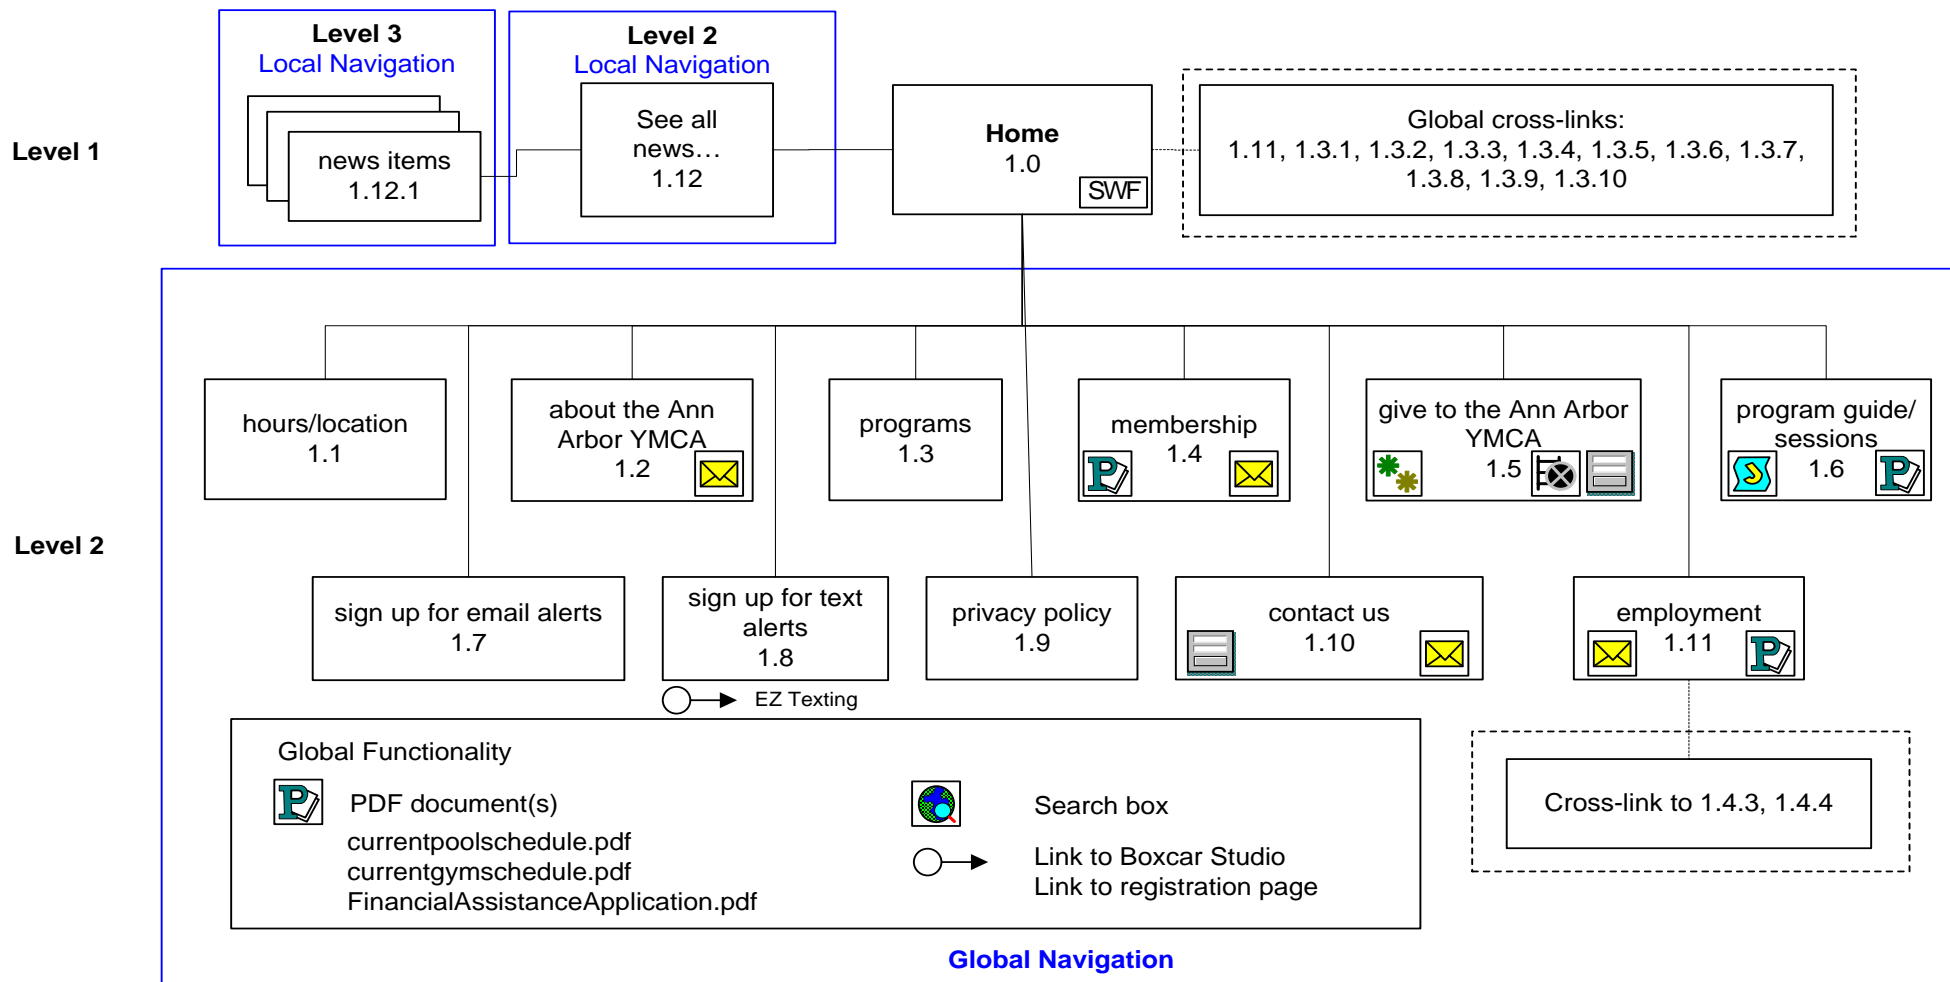 Level 3
Local Navigation
Level 2
Local Navigation
Level 1
news items
1.12.1
See all
news…
1.12
Home
1.0
SWF
Global cross-links:
1.11, 1.3.1, 1.3.2, 1.3.3, 1.3.4, 1.3.5, 1.3.6, 1.3.7,
1.3.8, 1.3.9, 1.3.10
Level 2
hours/location
1.1
about the Ann
Arbor YMCA
1.2
programs
1.3
membership
1.4
P
give to the Ann Arbor
YMCA
1.5
program guide/
sessions
1.6
P
sign up for email alerts
1.7
sign up for text
alerts
1.8
EZ Texting
privacy policy
1.9
contact us
1.10
employment
1.11
P
Cross-link to 1.4.3, 1.4.4
Global Functionality
P
PDF document(s)
currentpoolschedule.pdf
currentgymschedule.pdf
FinancialAssistanceApplication.pdf
Search box
Link to Boxcar Studio
Link to registration page
Global Navigation